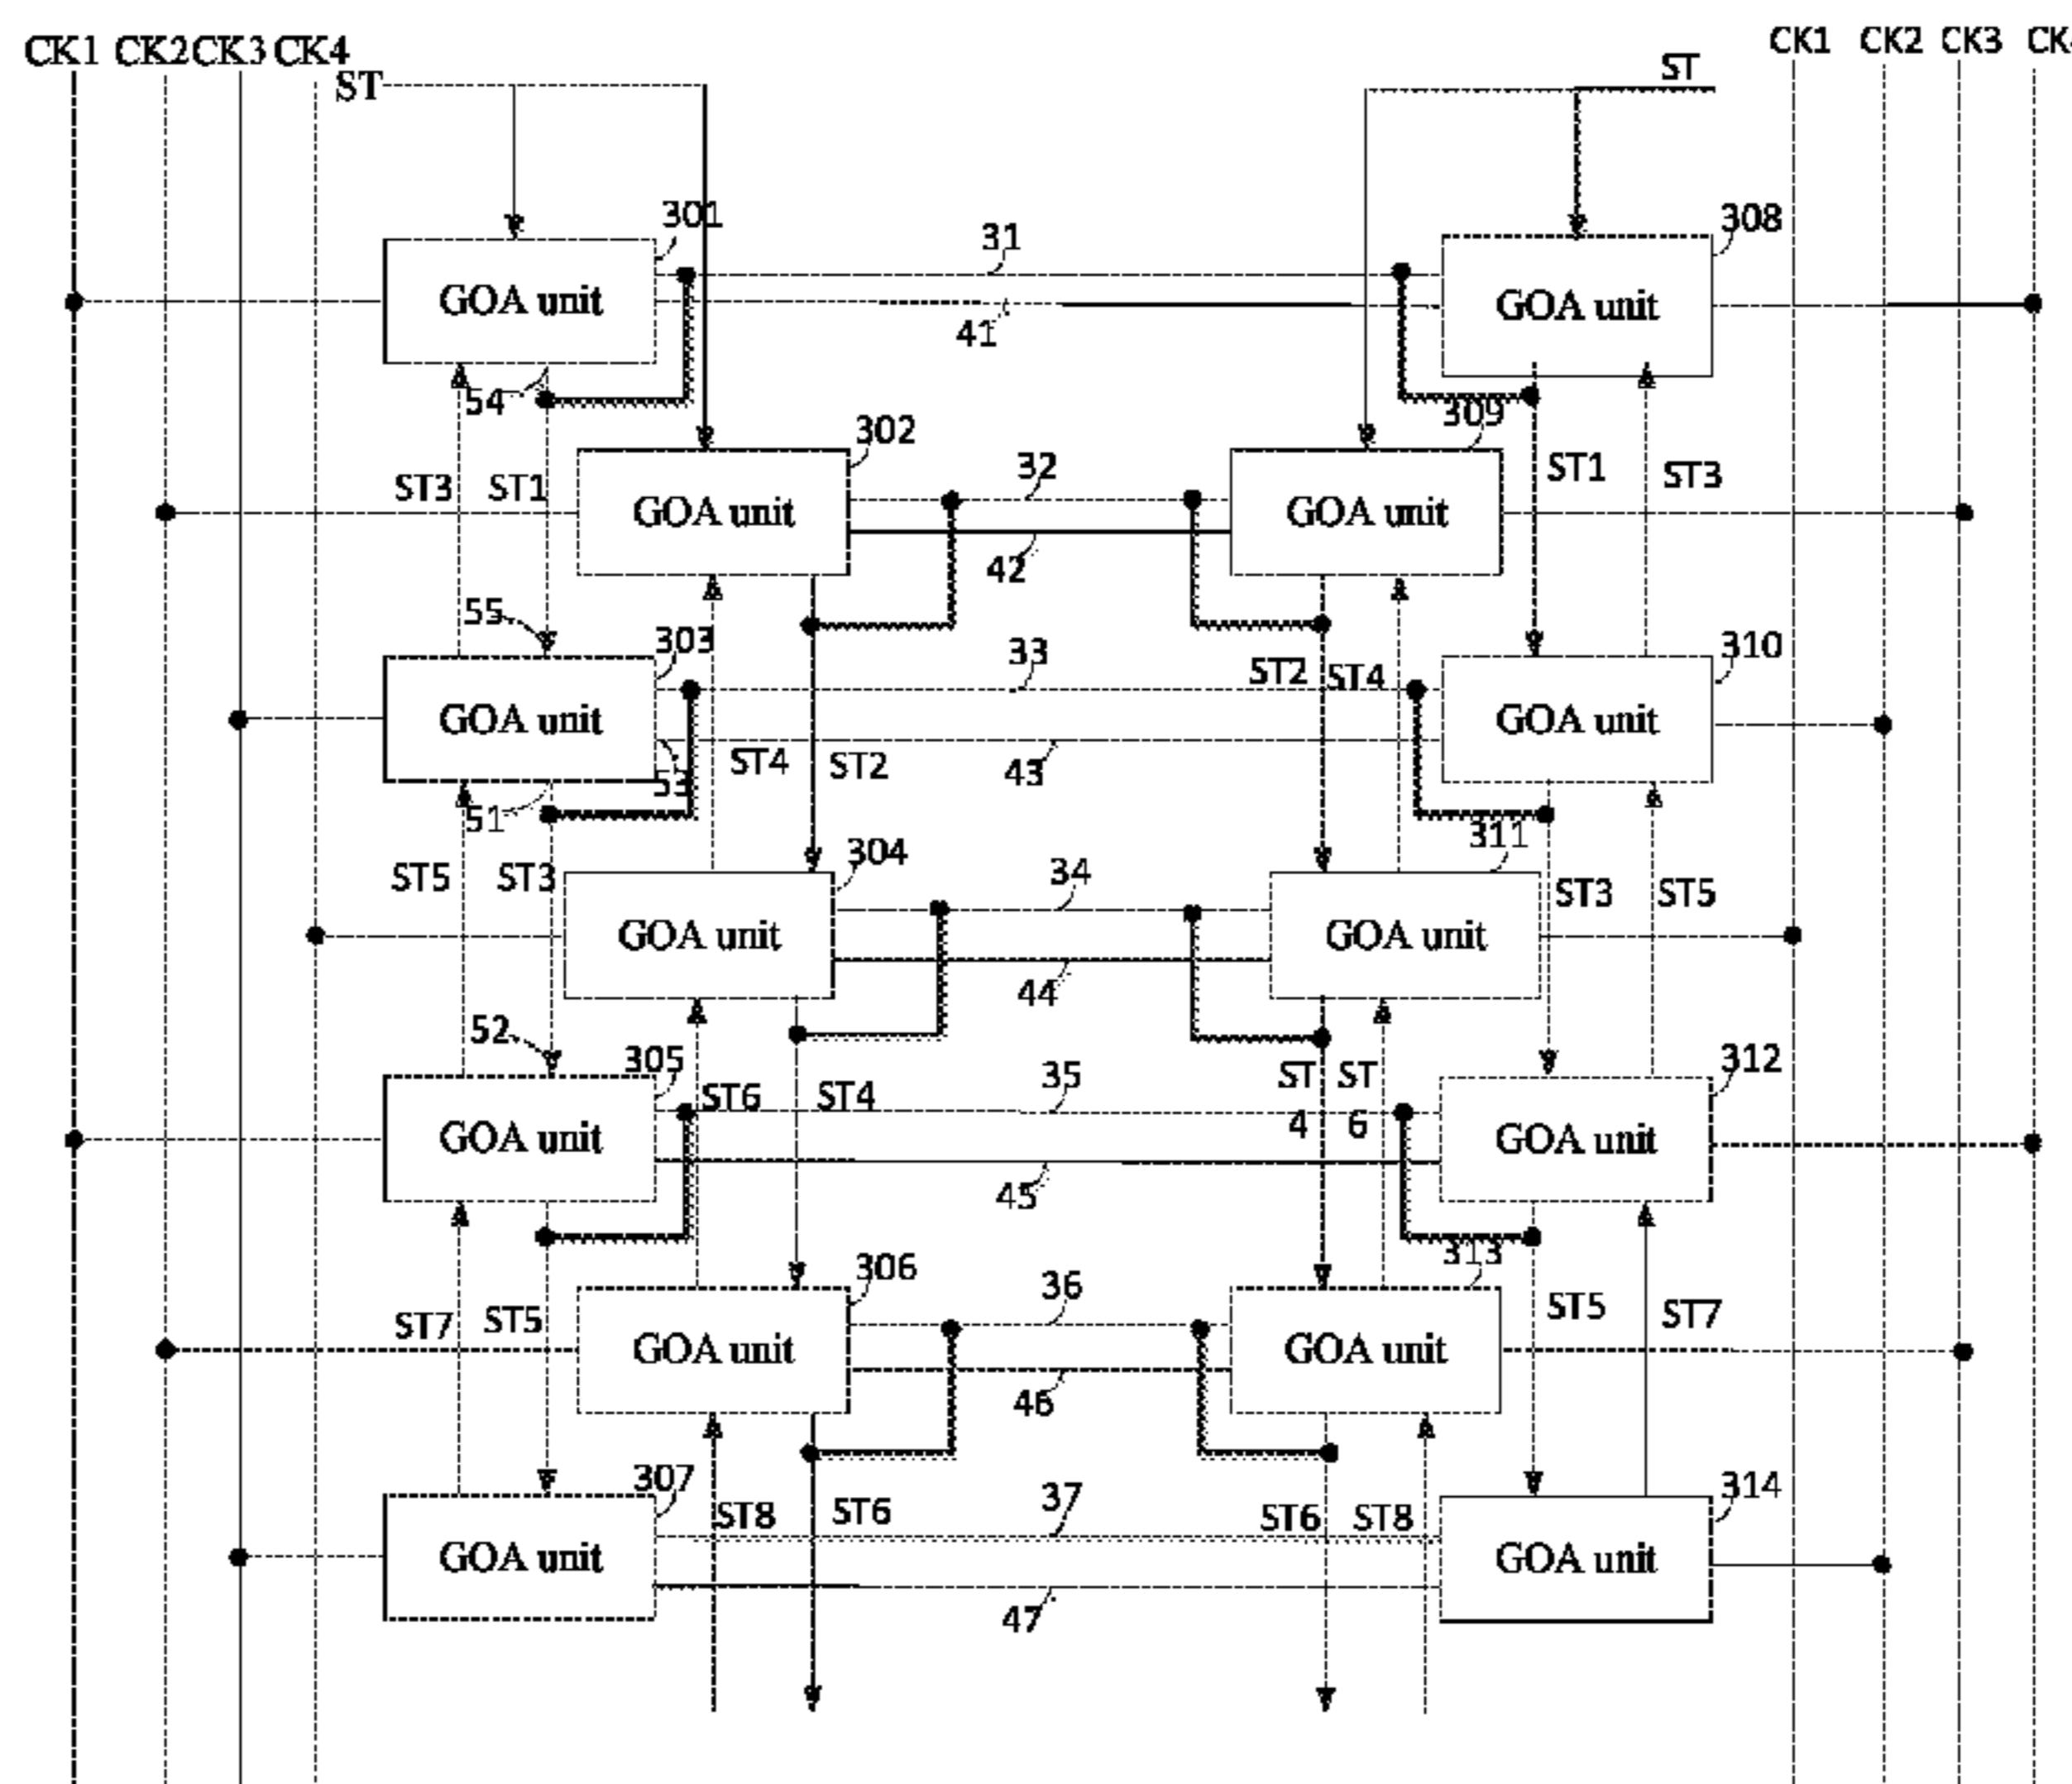 CK1 CK2 CK3 CK4
ST
ST
CK1 CK2 CK3
301
31
308
GOA unit
GOA unit
41
54
309
302
32
ST1
ST3
ST3 ST1
GOA unit
GOA unit
42
55
303
33
ST2 ST4
310
GOA unit
GOA unit
53
ST4 ST2
43
51
311
304
34
ST5 ST3
ST3 ST5
GOA unit
GOA unit
44
52
305
ST6 ST4
35
ST ST
4 6
312
GOA unit
GOA unit
45
306
36
313
ST7 ST5
ST5 ST7
GOA unit
GOA unit
46
307
ST8 ST6
37
ST6 ST8
314
GOA unit
GOA unit
47